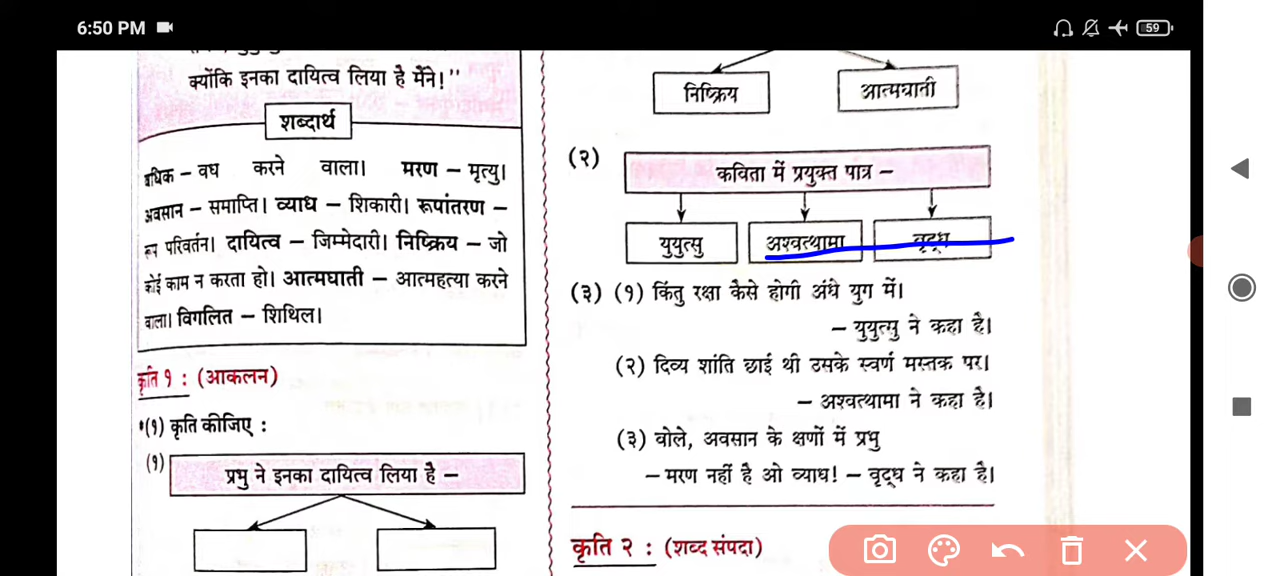 6:50 PM
59
क्योंकि इनका दायित्व लिया है मैंने!''
शब्दार्थ
बधिक – वध करने वाला। मरण – मृत्यु।
अवसान – समाप्ति। व्याध – शिकारी। रूपांतरण –
रूप परिवर्तन। दायित्व – जिम्मेदारी। निष्क्रिय – जो
कोई काम न करता हो। आत्मघाती – आत्महत्या करने
वाला। विगलित – शिथिल।
कृति १ : (आकलन)
*(१) कृति कीजिए :
(१)
प्रभु ने इनका दायित्व लिया है –
निष्क्रिय
आत्मघाती
(२)
कविता में प्रयुक्त पात्र –
युयुत्सु
अश्वत्थामा
वृद्ध
(३) (१) किंतु रक्षा कैसे होगी अंधे युग में।
– युयुत्सु ने कहा है।
(२) दिव्य शांति छाई थी उसके स्वर्ण मस्तक पर।
– अश्वत्थामा ने कहा है।
(३) बोले, अवसान के क्षणों में प्रभु
– मरण नहीं है ओ व्याध! – वृद्ध ने कहा है।
कृति २ : (शब्द संपदा)